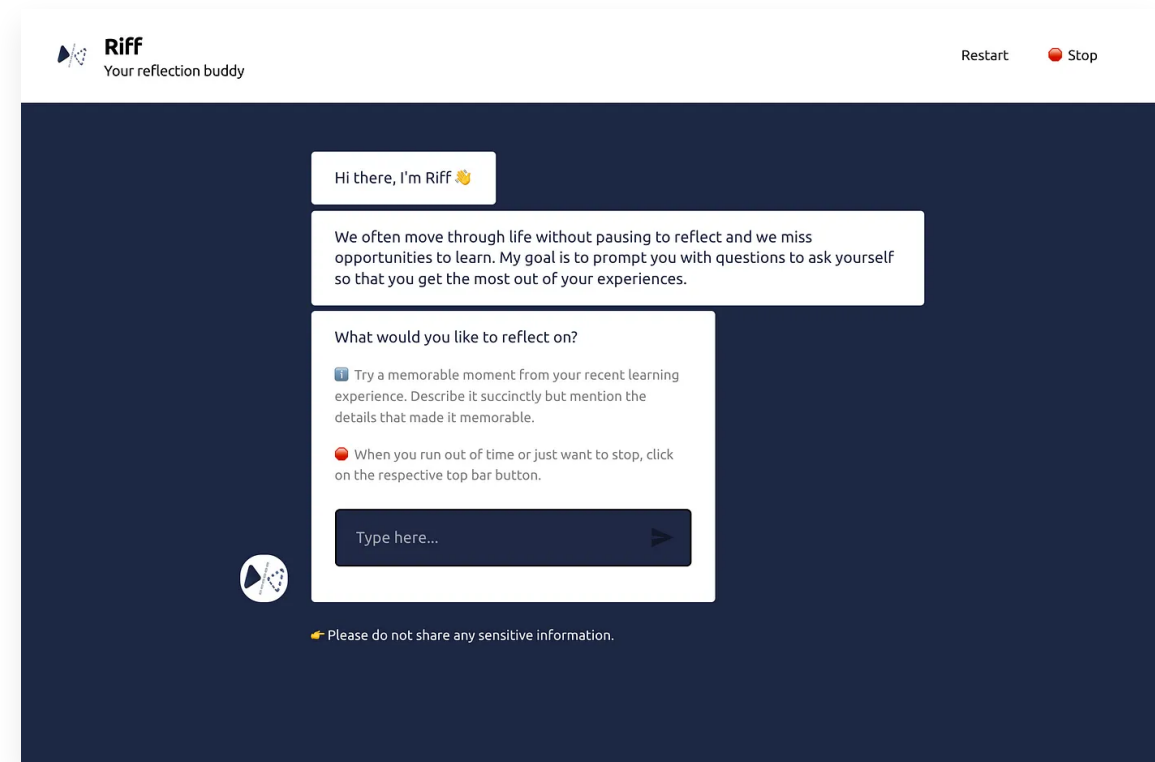 Riff
Your reflection buddy
Restart
🛑 Stop
Hi there, I'm Riff 👋
We often move through life without pausing to reflect and we miss
opportunities to learn. My goal is to prompt you with questions to ask yourself
so that you get the most out of your experiences.
What would you like to reflect on?
ℹ️ Try a memorable moment from your recent learning
experience. Describe it succinctly but mention the
details that made it memorable.
🛑 When you run out of time or just want to stop, click
on the respective top bar button.
Type here...
👉 Please do not share any sensitive information.